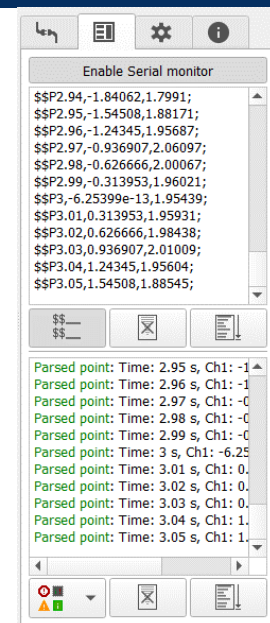 Enable Serial monitor
$$P2.94,-1.84062,1.7991;
$$P2.95,-1.54508,1.88171;
$$P2.96,-1.24345,1.95687;
$$P2.97,-0.936907,2.06097;
$$P2.98,-0.626666,2.00067;
$$P2.99,-0.313953,1.96021;
$$P3,-6.25399e-13,1.95439;
$$P3.01,0.313953,1.95931;
$$P3.02,0.626666,1.98438;
$$P3.03,0.936907,2.01009;
$$P3.04,1.24345,1.95604;
$$P3.05,1.54508,1.88545;
$$__
$$__
Parsed point: Time: 2.95 s, Ch1: -1
Parsed point: Time: 2.96 s, Ch1: -1
Parsed point: Time: 2.97 s, Ch1: -0
Parsed point: Time: 2.98 s, Ch1: -0
Parsed point: Time: 2.99 s, Ch1: -0
Parsed point: Time: 3 s, Ch1: -6.25
Parsed point: Time: 3.01 s, Ch1: 0.
Parsed point: Time: 3.02 s, Ch1: 0.
Parsed point: Time: 3.03 s, Ch1: 0.
Parsed point: Time: 3.04 s, Ch1: 1.
Parsed point: Time: 3.05 s, Ch1: 1.